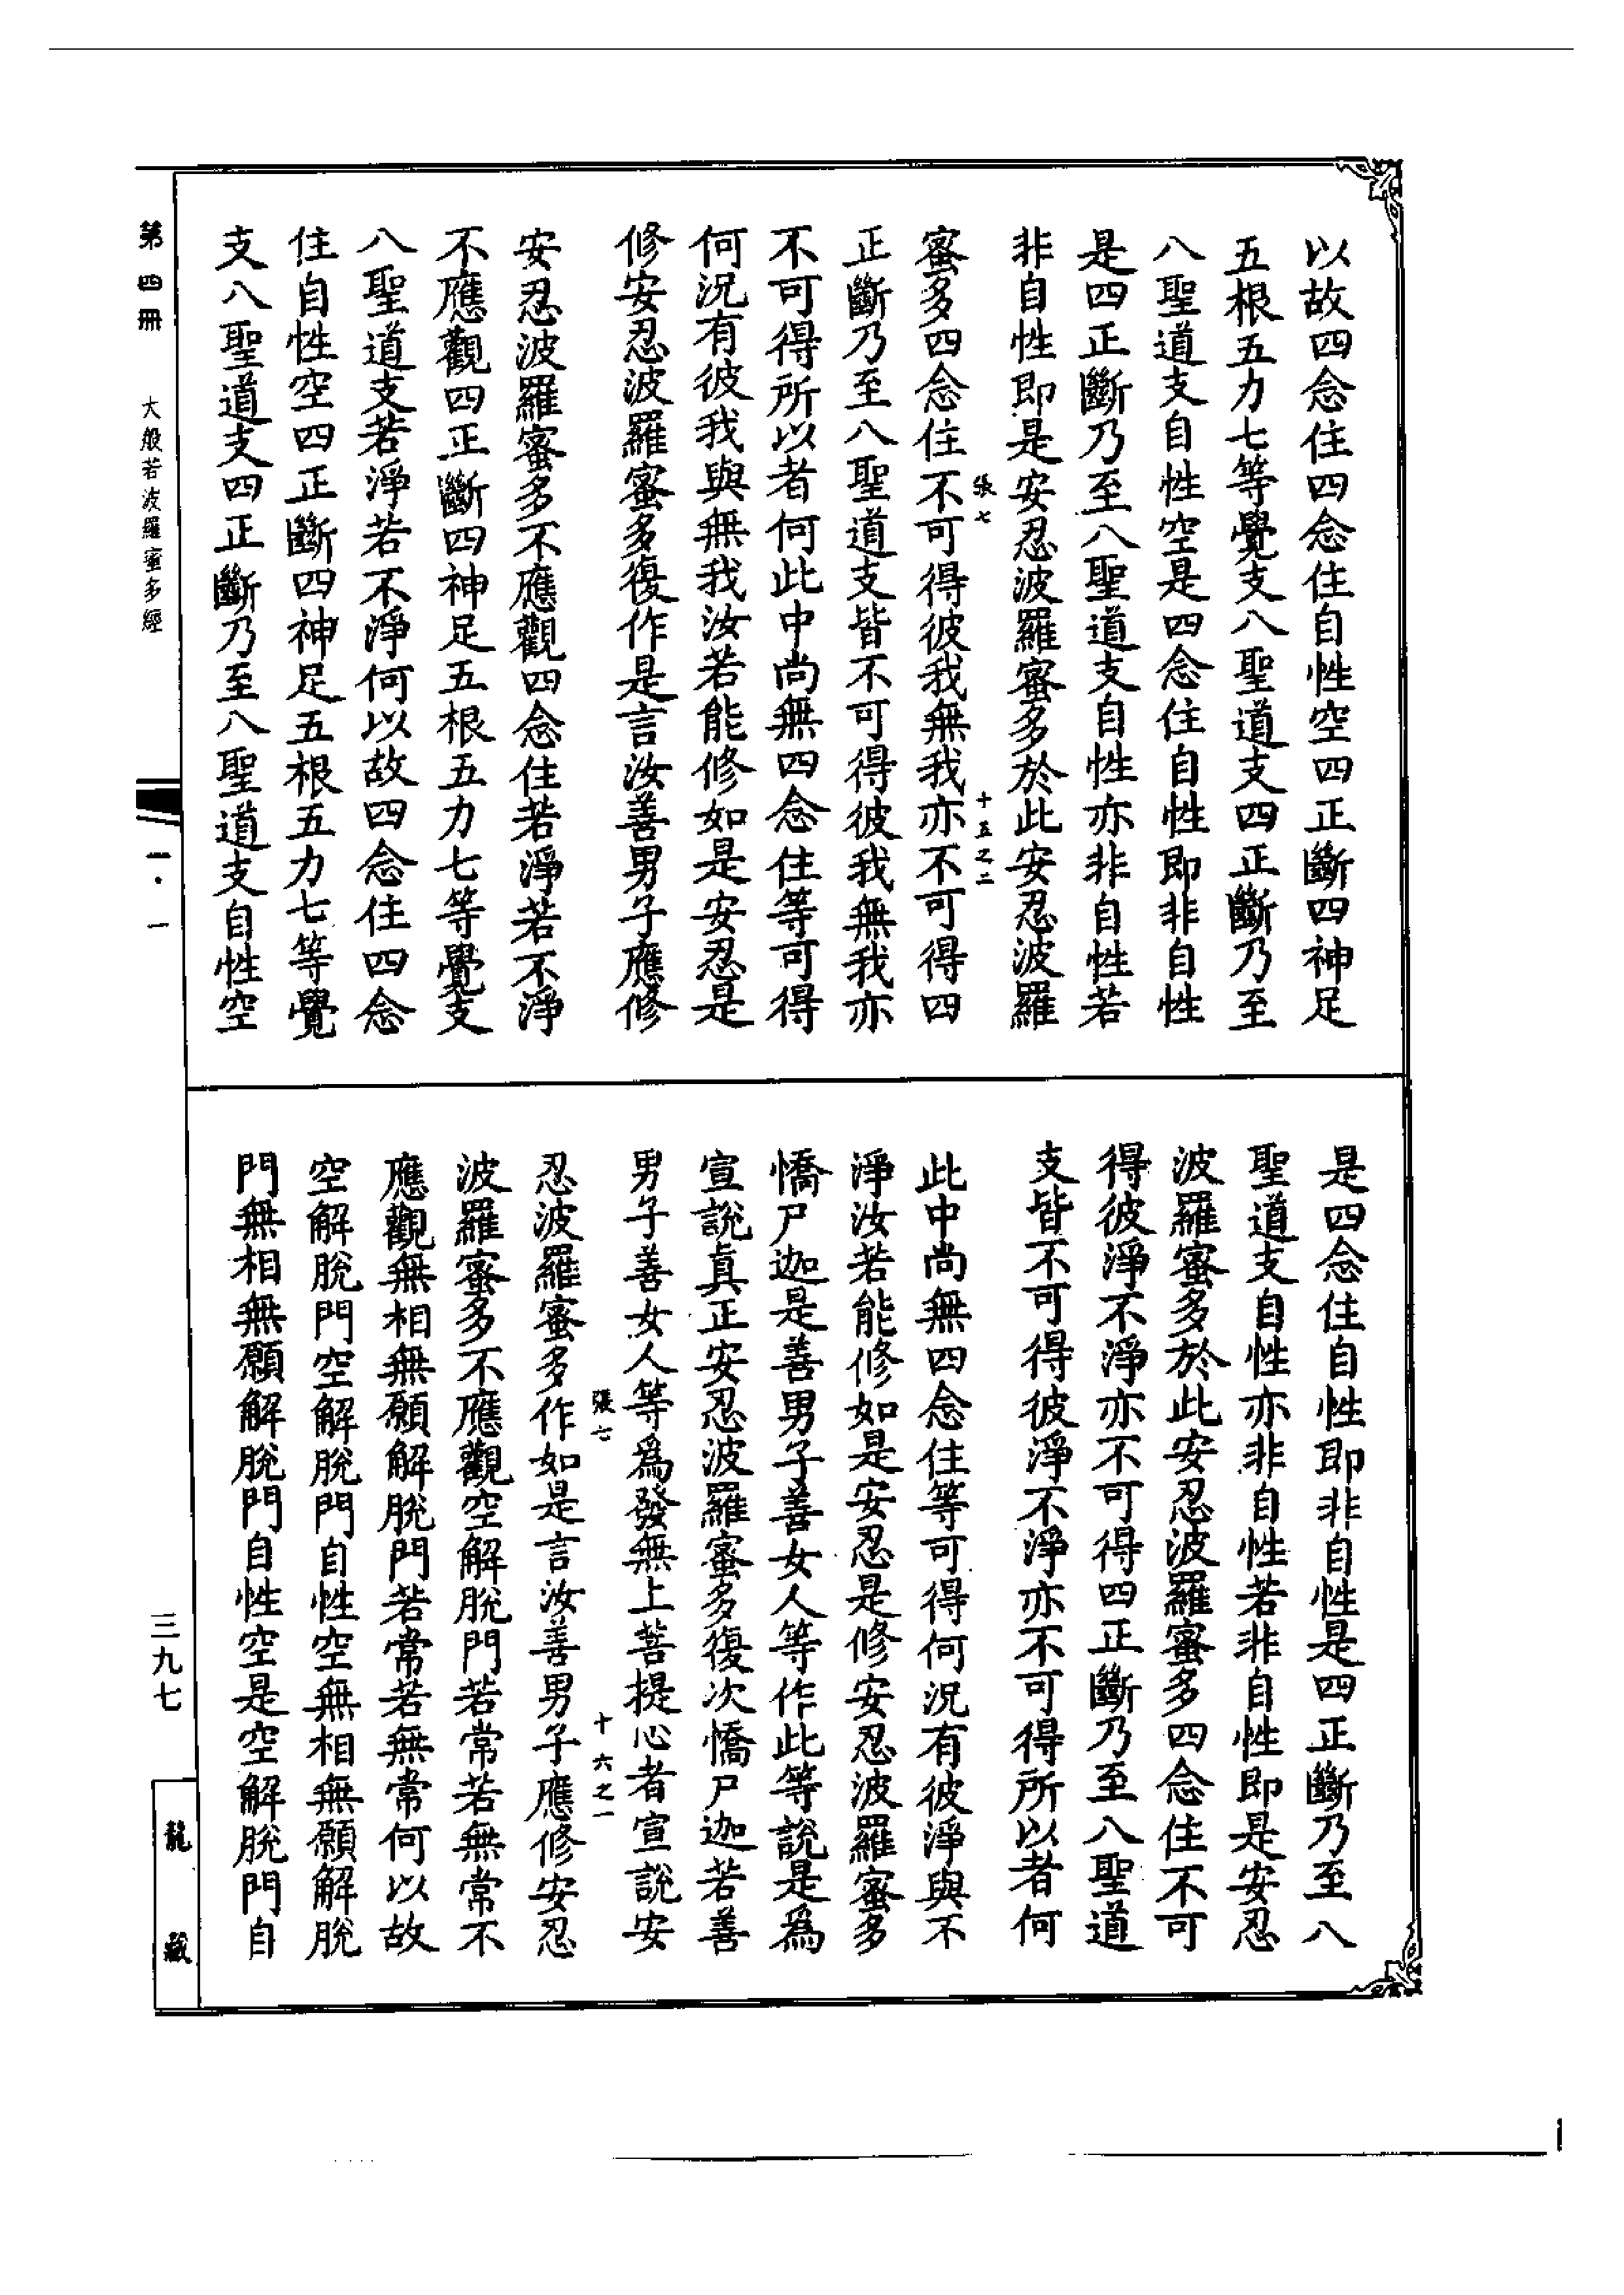 以故四念住四念住自性空四正斷四神足
五根五力七等覺支八聖道支四正斷乃至
八聖道支自性空是四念住自性即非自性
是四正斷乃至八聖道支自性亦非自性若
非自性即是安忍波羅蜜多於此安忍波羅
張七 十五之二
蜜多四念住不可得彼我無我亦不可得四
正斷乃至八聖道支皆不可得彼我無我亦
不可得所以者何此中尚無四念住等可得
何況有彼我與無我汝若能修如是安忍是
修安忍波羅蜜多復作是言汝善男子應修
安忍波羅蜜多不應觀四念住若淨若不淨
不應觀四正斷四神足五根五力七等覺支
八聖道支若淨若不淨何以故四念住四念
住自性空四正斷四神足五根五力七等覺
支八聖道支四正斷乃至八聖道支自性空
是四念住自性即非自性是四正斷乃至八
聖道支自性亦非自性若非自性即是安忍
波羅蜜多於此安忍波羅蜜多四念住不可
得彼淨不淨亦不可得四正斷乃至八聖道
支皆不可得彼淨不淨亦不可得所以者何
此中尚無四念住等可得何況有彼淨與不
淨汝若能修如是安忍是修安忍波羅蜜多
憍尸迦是善男子善女人等作此等說是為
宣說真正安忍波羅蜜多復次憍尸迦若善
男子善女人等為發無上菩提心者宣說安
張七 十六之一
忍波羅蜜多作如是言汝善男子應修安忍
波羅蜜多不應觀空解脫門若常若無常不
應觀無相無願解脫門若常若無常何以故
空解脫門空解脫門自性空無相無願解脫
門無相無願解脫門自性空是空解脫門自
第四冊 大般若波羅蜜多經
一·一
三九七
龍藏